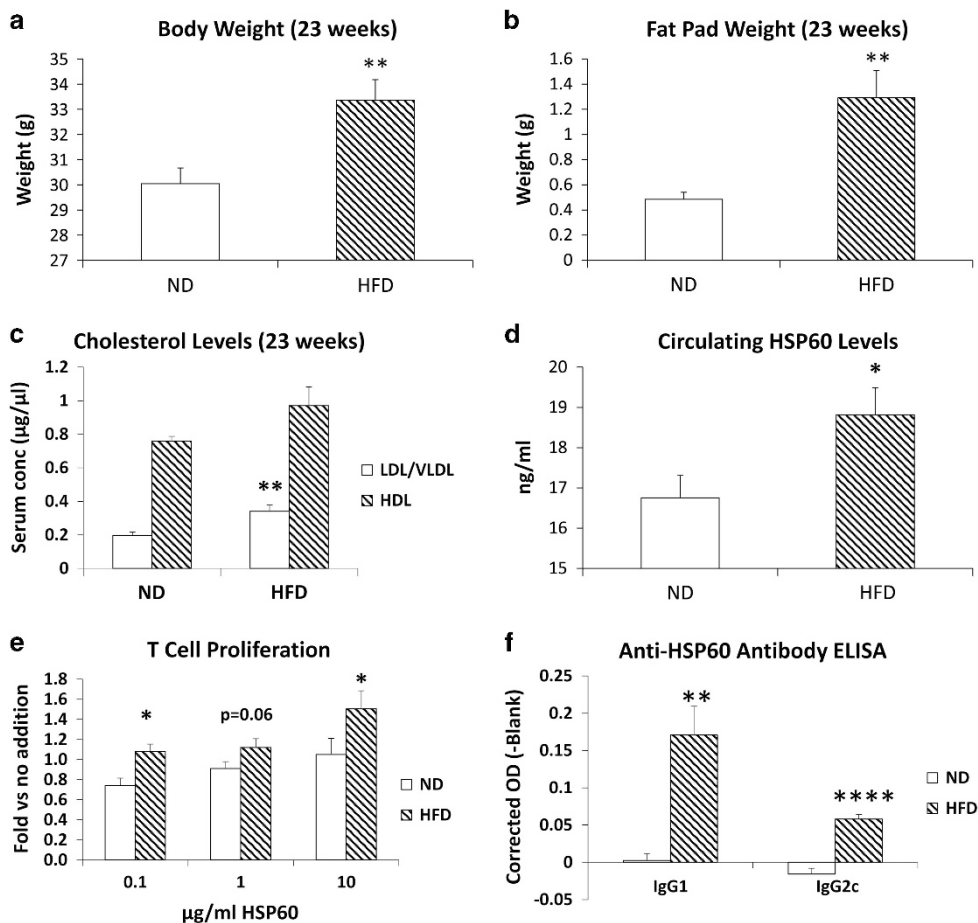 a
Body Weight (23 weeks)
Weight (g)
35
34
33
32
31
30
29
28
27
**
ND
HFD
b
Fat Pad Weight (23 weeks)
Weight (g)
1.6
1.4
1.2
1
0.8
0.6
0.4
0.2
0
**
ND
HFD
c
Cholesterol Levels (23 weeks)
Serum conc (µg/µl)
1.2
1
0.8
0.6
0.4
0.2
0
**
ND
HFD
LDL/VLDL
HDL
d
Circulating HSP60 Levels
ng/ml
20
19
18
17
16
15
*
ND
HFD
e
T Cell Proliferation
Fold vs no addition
1.8
1.6
1.4
1.2
1.0
0.8
0.6
0.4
0.2
0.0
*
p=0.06
*
0.1
1
10
µg/ml HSP60
ND
HFD
f
Anti-HSP60 Antibody ELISA
Corrected OD (-Blank)
0.25
0.2
0.15
0.1
0.05
0
-0.05
**
****
IgG1
IgG2c
ND
HFD